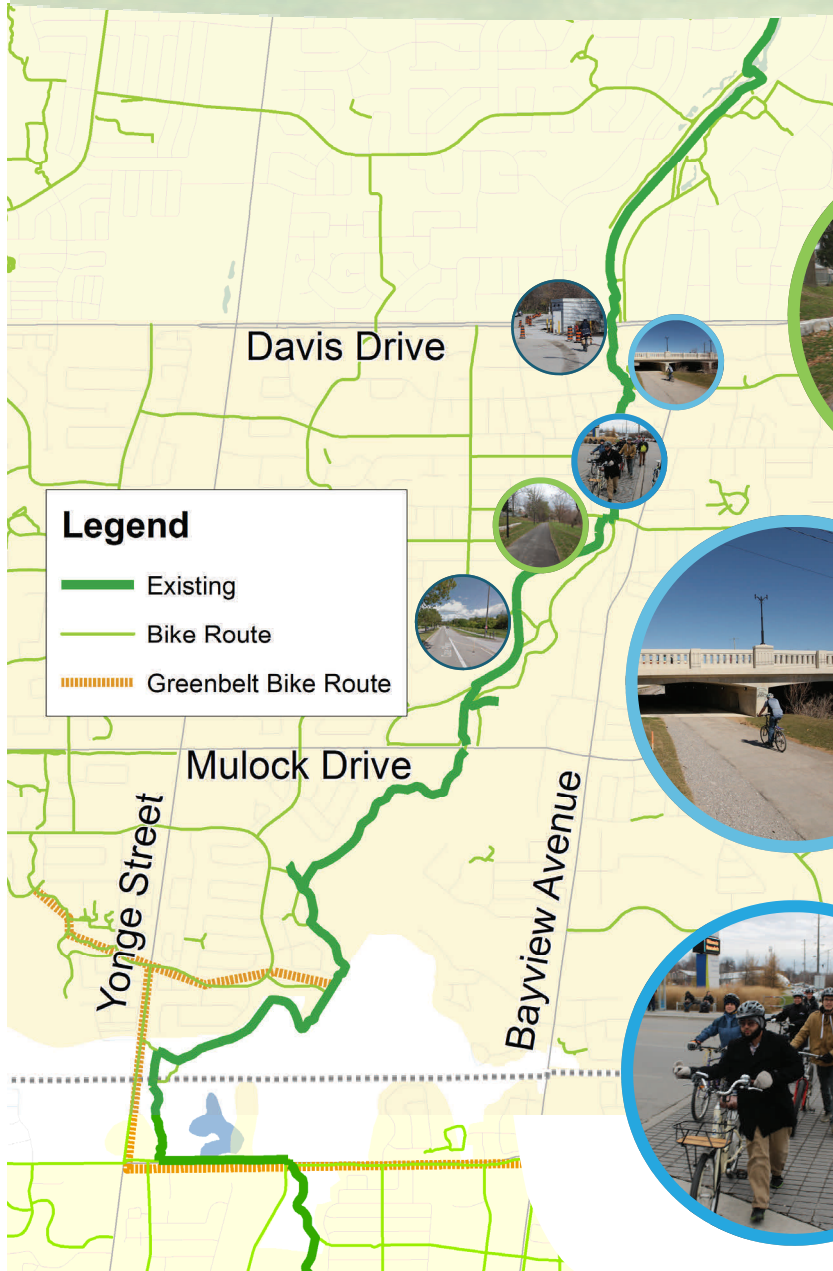 Davis Drive
Legend
Existing
Bike Route
Greenbelt Bike Route
Mulock Drive
Yonge Street
Bayview Avenue